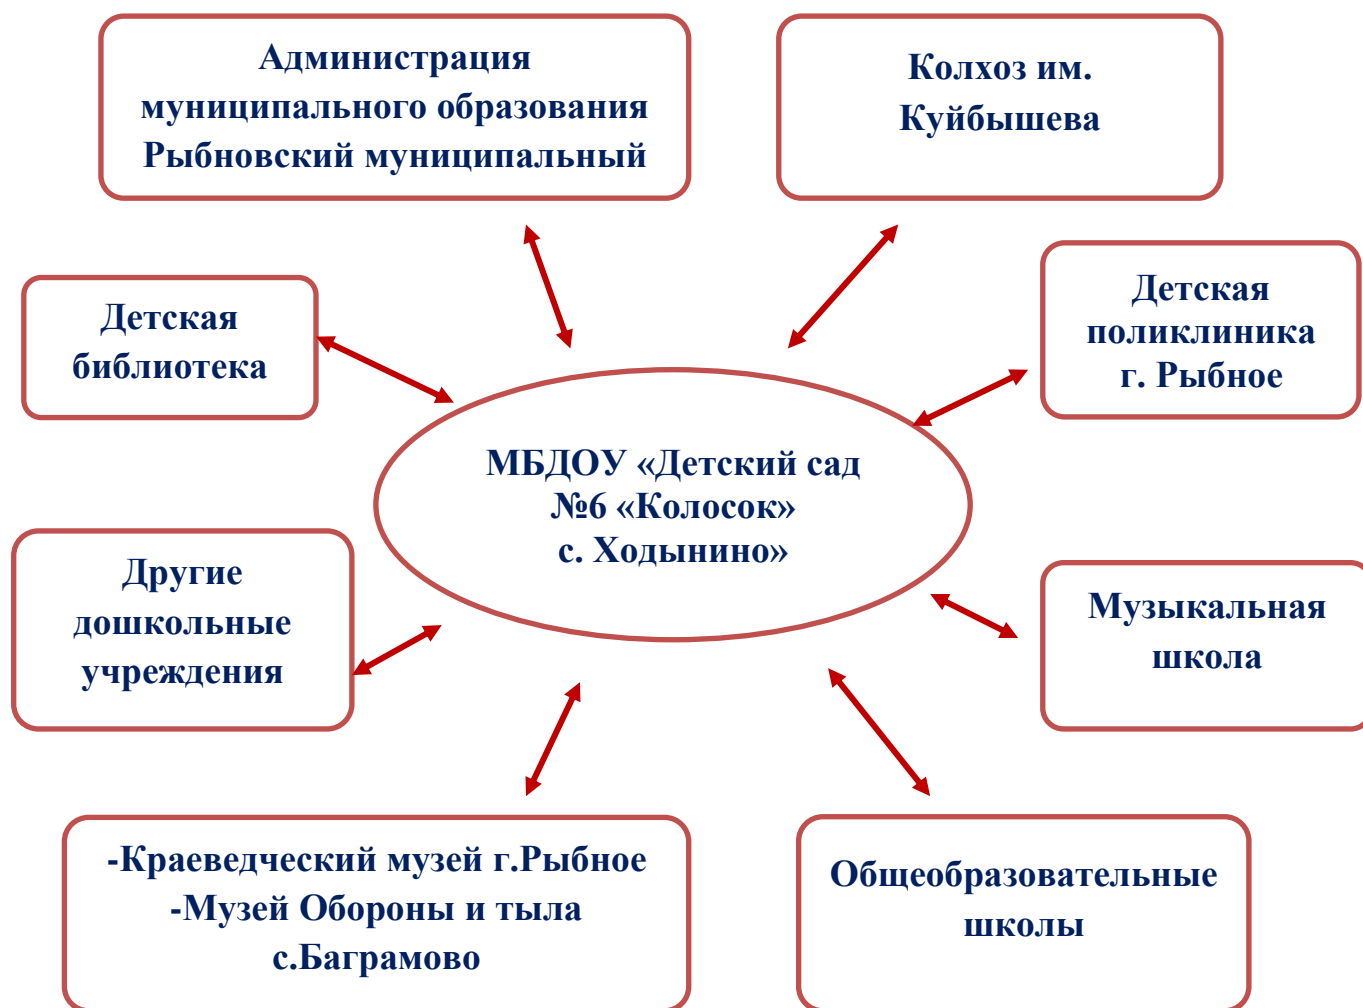 Администрация
муниципального образования
Рыбновский муниципальный
Колхоз им.
Куйбышева
Детская
библиотека
Детская
поликлиника
г. Рыбное
МБДОУ «Детский сад
№6 «Колосок»
с. Ходынино»
Другие
дошкольные
учреждения
Музыкальная
школа
-Краеведческий музей г.Рыбное
-Музей Обороны и тыла
с.Баграмово
Общеобразовательные
школы